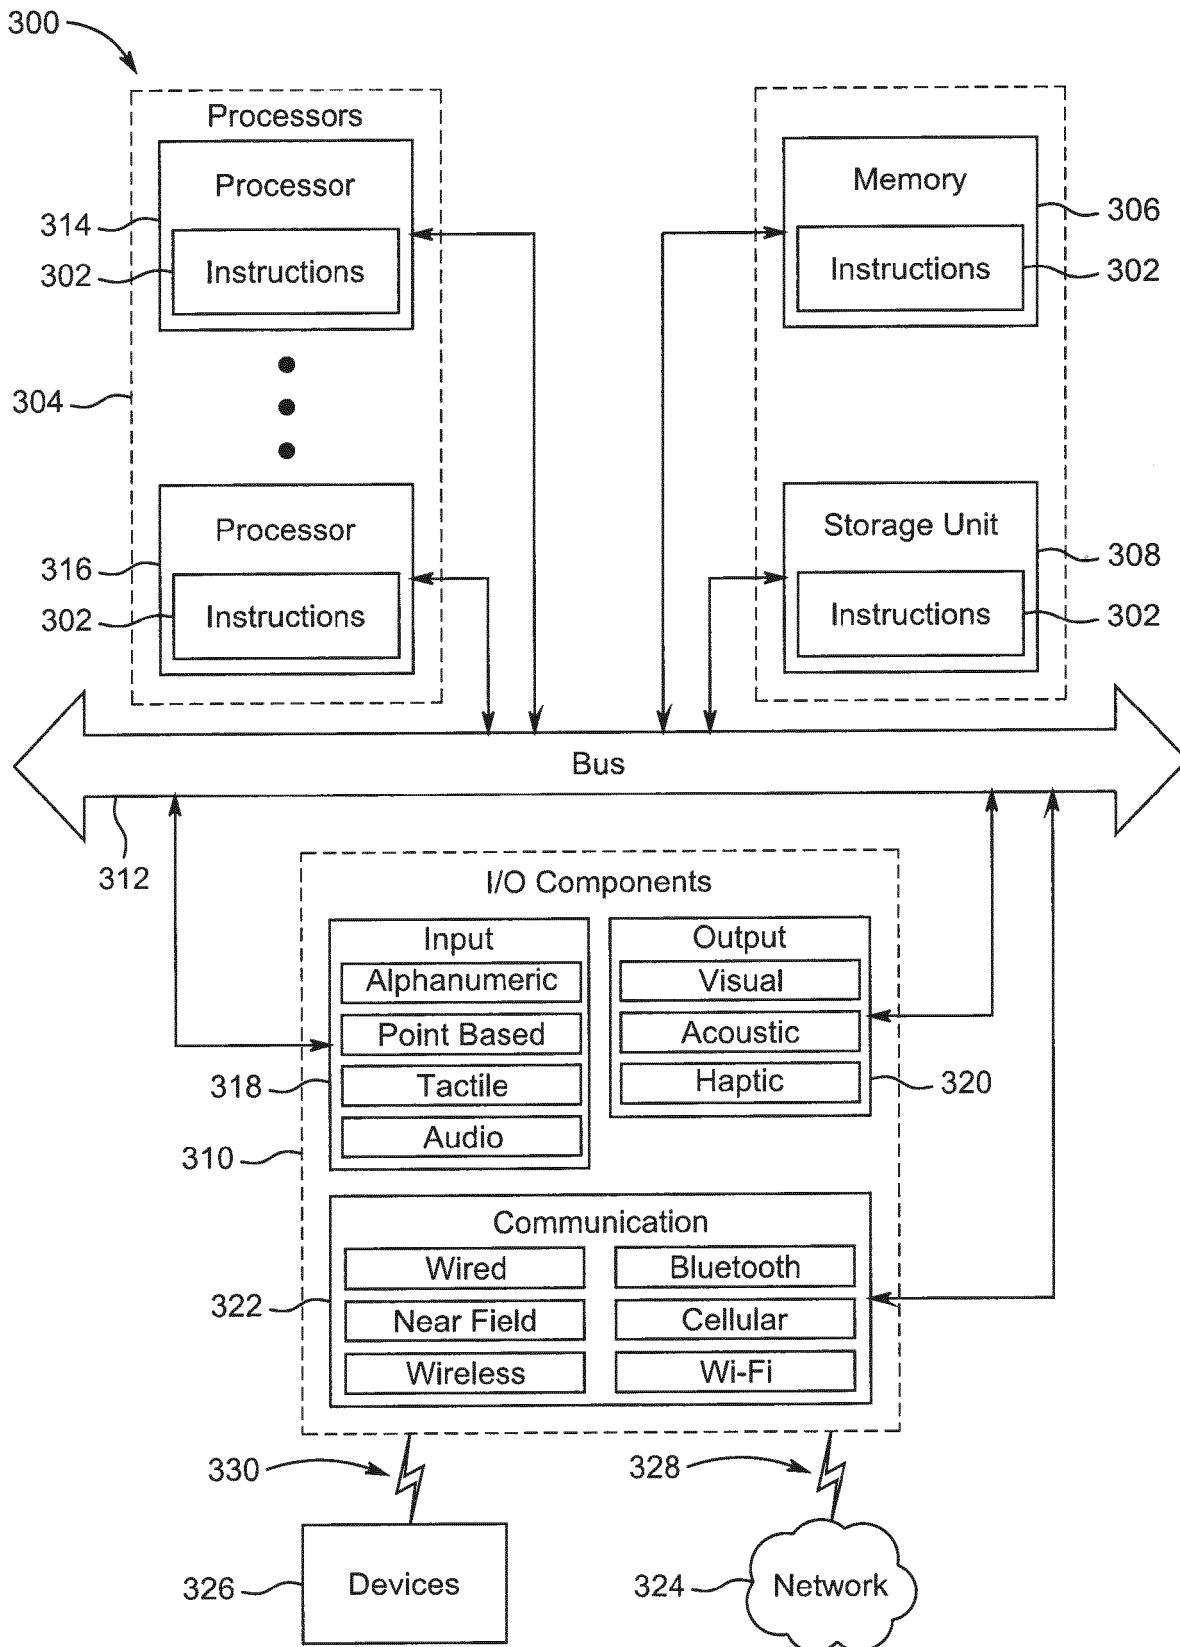 300
Processors
Processor
314
302
Instructions
304
Processor
316
302
Instructions
Memory
306
Instructions
302
Storage Unit
308
Instructions
302
Bus
312
I/O Components
Input
Alphanumeric
Point Based
318
Tactile
Audio
310
Output
Visual
Acoustic
Haptic
320
Communication
Wired
Bluetooth
322
Near Field
Cellular
Wireless
Wi-Fi
330
328
326
Devices
324
Network